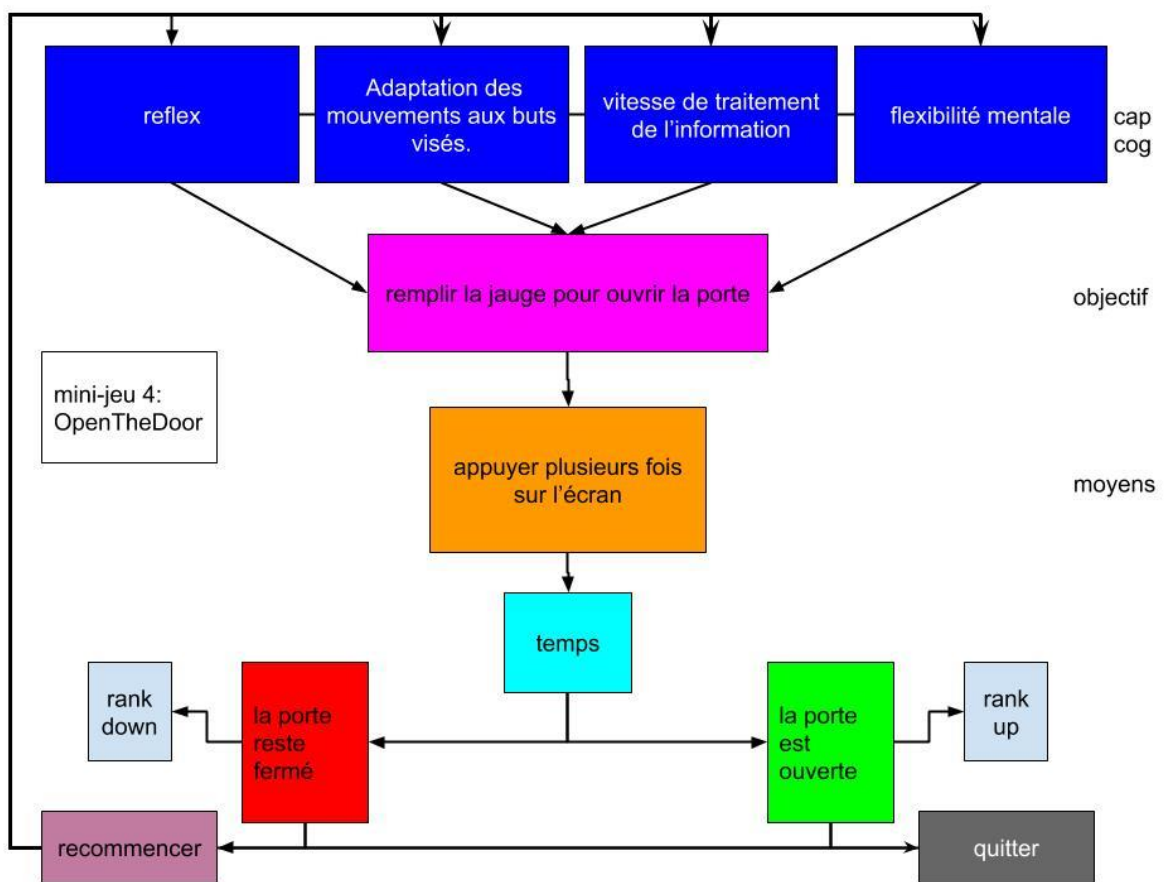 reflex
Adaptation des
mouvements aux buts
visés.
vitesse de traitement
de l'information
flexibilité mentale
cap
cog
remplir la jauge pour ouvrir la porte
objectif
mini-jeu 4:
OpenTheDoor
appuyer plusieurs fois
sur l'écran
moyens
temps
rank
down
la porte
reste
fermé
la porte
est
ouverte
rank
up
recommencer
quitter